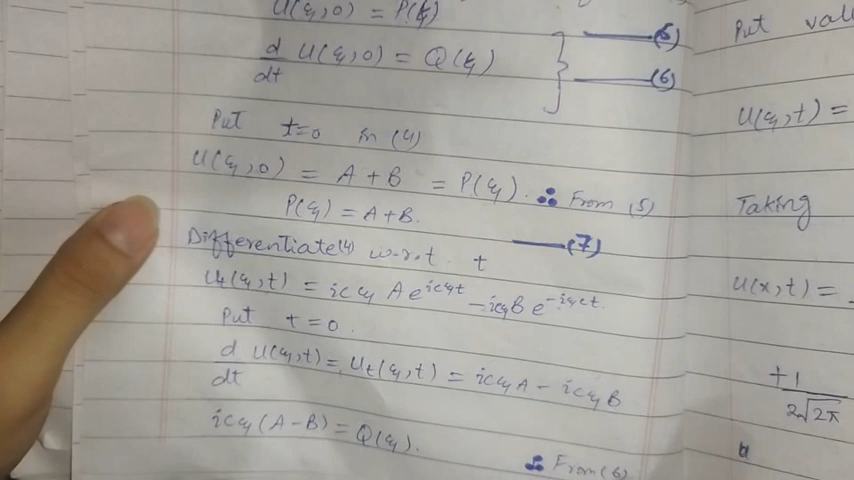 U(ξ,0) = P(ξ) —(5)
d/dt U(ξ,0) = Q(ξ) —(6)
Put t=0 in (4)
U(ξ,0) = A + B = P(ξ). ∴ From (5)
P(ξ) = A+B. —(7)
Differentiate (4) w.r.t. t
Ut(ξ,t) = icξ A e^{icξt} - icξB e^{-iξct}.
Put t = 0.
d/dt U(ξ,t) = Ut(ξ,t) = icξA - icξB
icξ(A-B) = Q(ξ).
∴ From (6)
Put
U(ξ,t) =
Taking
U(x,t) =
+1/2√2π